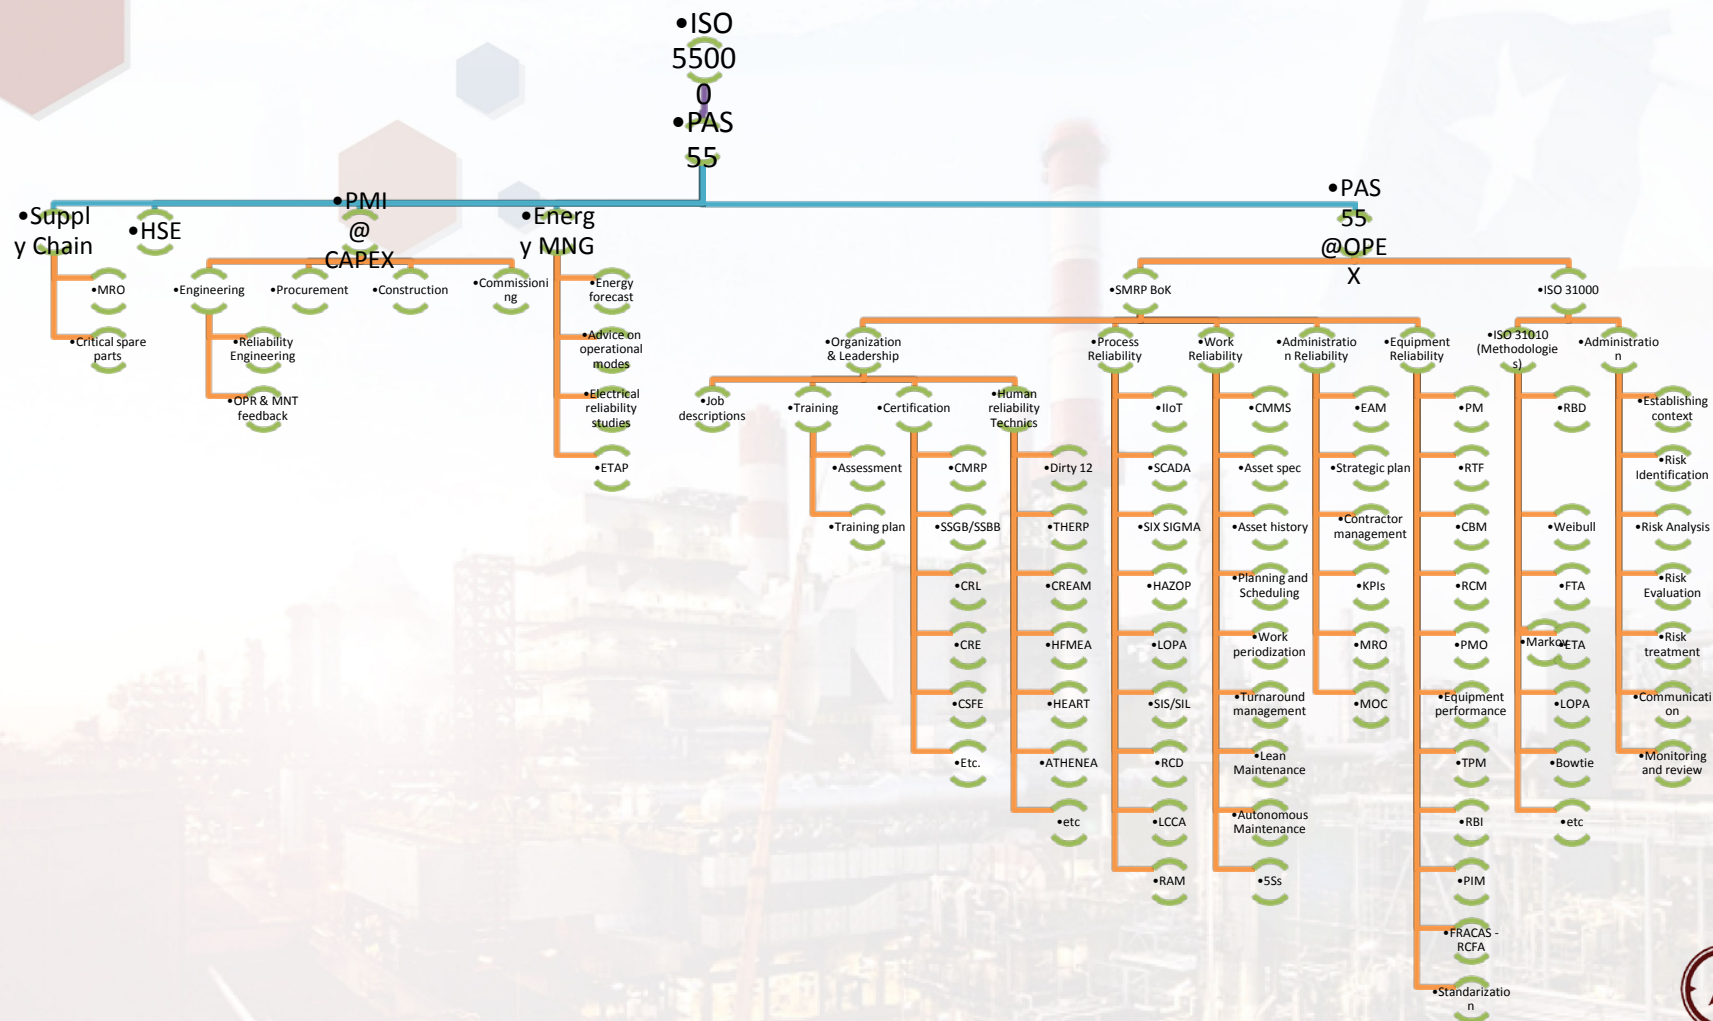 •ISO
5500
0
•PAS
55
•Suppl
y Chain
•HSE
•PMI
@
CAPEX
•Energ
y MNG
•PAS
55
@OPE
X
•MRO
•Critical spare
parts
•Engineering
•Procurement
•Construction
•Commissioni
ng
•Reliability
Engineering
•OPR & MNT
feedback
•Energy
forecast
•Advice on
operational
modes
•Electrical
reliability
studies
•ETAP
•SMRP BoK
•ISO 31000
•Organization
& Leadership
•Process
Reliability
•Work
Reliability
•Administratio
n Reliability
•Equipment
Reliability
•ISO 31010
(Methodologie
s)
•Administratio
n
•Job
descriptions
•Training
•Certification
•Human
reliability
Technics
•Assessment
•Training plan
•CMRP
•SSGB/SSBB
•CRL
•CRE
•CSFE
•Etc.
•Dirty 12
•THERP
•CREAM
•HFMEA
•HEART
•ATHENEA
•etc
•IIoT
•SCADA
•SIX SIGMA
•HAZOP
•LOPA
•SIS/SIL
•RCD
•LCCA
•RAM
•CMMS
•Asset spec
•Asset history
•Planning and
Scheduling
•Work
periodization
•Turnaround
management
•Lean
Maintenance
•Autonomous
Maintenance
•5Ss
•EAM
•Strategic plan
•Contractor
management
•KPIs
•MRO
•MOC
•PM
•RTF
•CBM
•RCM
•PMO
•Equipment
performance
•TPM
•RBI
•PIM
•FRACAS -
RCFA
•Standarizatio
n
•RBD
•Weibull
•FTA
•Markov
•ETA
•LOPA
•Bowtie
•etc
•Establishing
context
•Risk
Identification
•Risk Analysis
•Risk
Evaluation
•Risk
treatment
•Communicati
on
•Monitoring
and review